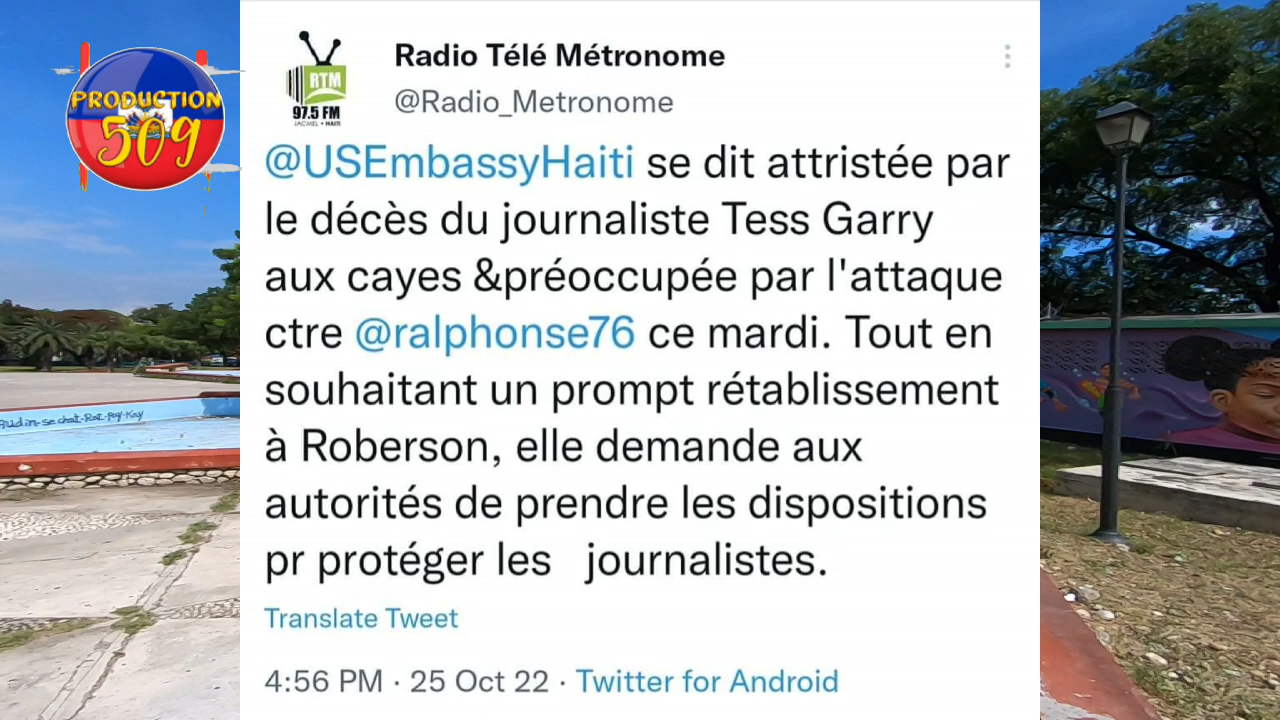 PRODUCTION
509
RTM
97.5 FM
JACMEL • HAITI
Radio Télé Métronome
@Radio_Metronome
@USEmbassyHaiti se dit attristée par
le décès du journaliste Tess Garry
aux cayes &préoccupée par l'attaque
ctre @ralphonse76 ce mardi. Tout en
souhaitant un prompt rétablissement
à Roberson, elle demande aux
autorités de prendre les dispositions
pr protéger les journalistes.
Translate Tweet
4:56 PM · 25 Oct 22 · Twitter for Android